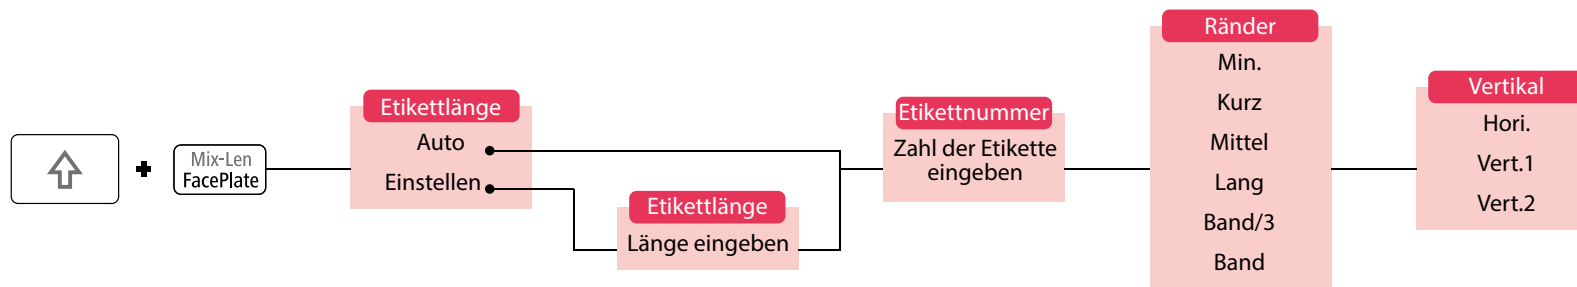 Mix-Len
FacePlate
Etikettlänge
Auto
Einstellen
Etikettlänge
Länge eingeben
Etikettnummer
Zahl der Etikette
eingeben
Ränder
Min.
Kurz
Mittel
Lang
Band/3
Band
Vertikal
Hori.
Vert.1
Vert.2